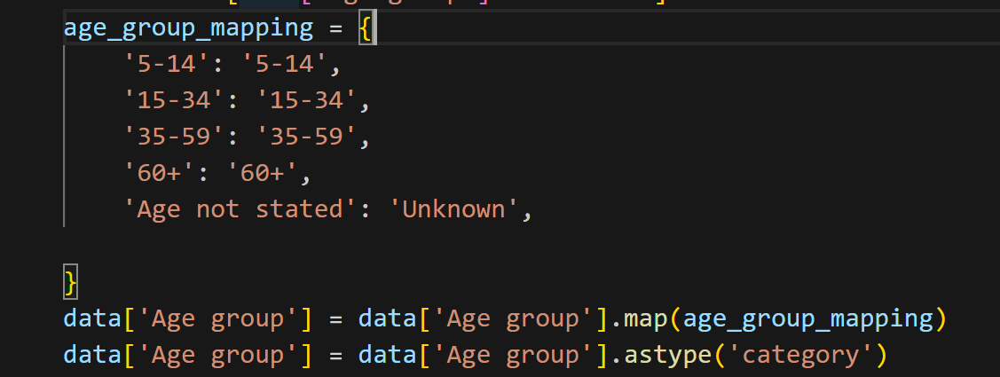 age_group_mapping = {
    '5-14': '5-14',
    '15-34': '15-34',
    '35-59': '35-59',
    '60+': '60+',
    'Age not stated': 'Unknown',
}
data['Age group'] = data['Age group'].map(age_group_mapping)
data['Age group'] = data['Age group'].astype('category')